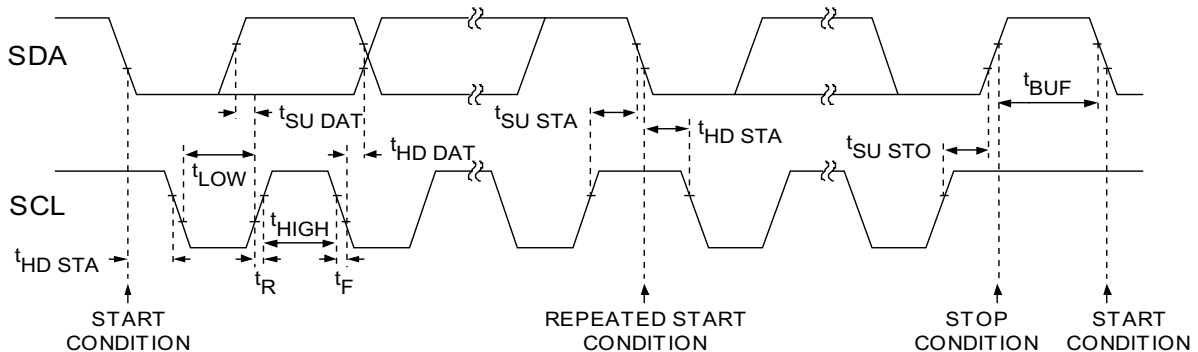 SDA
tSU DAT
tHD DAT
tSU STA
tHD STA
tSU STO
tBUF
SCL
tLOW
tHIGH
tHD STA
tR
tF
START
CONDITION
REPEATED START
CONDITION
STOP
CONDITION
START
CONDITION